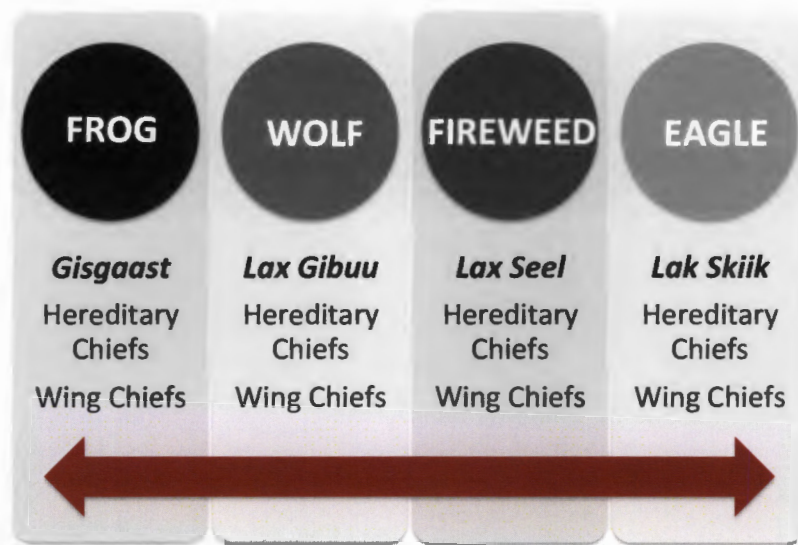 FROG
Gisgaast
Hereditary
Chiefs
Wing Chiefs
WOLF
Lax Gibuu
Hereditary
Chiefs
Wing Chiefs
FIREWEED
Lax Seel
Hereditary
Chiefs
Wing Chiefs
EAGLE
Lak Skiik
Hereditary
Chiefs
Wing Chiefs